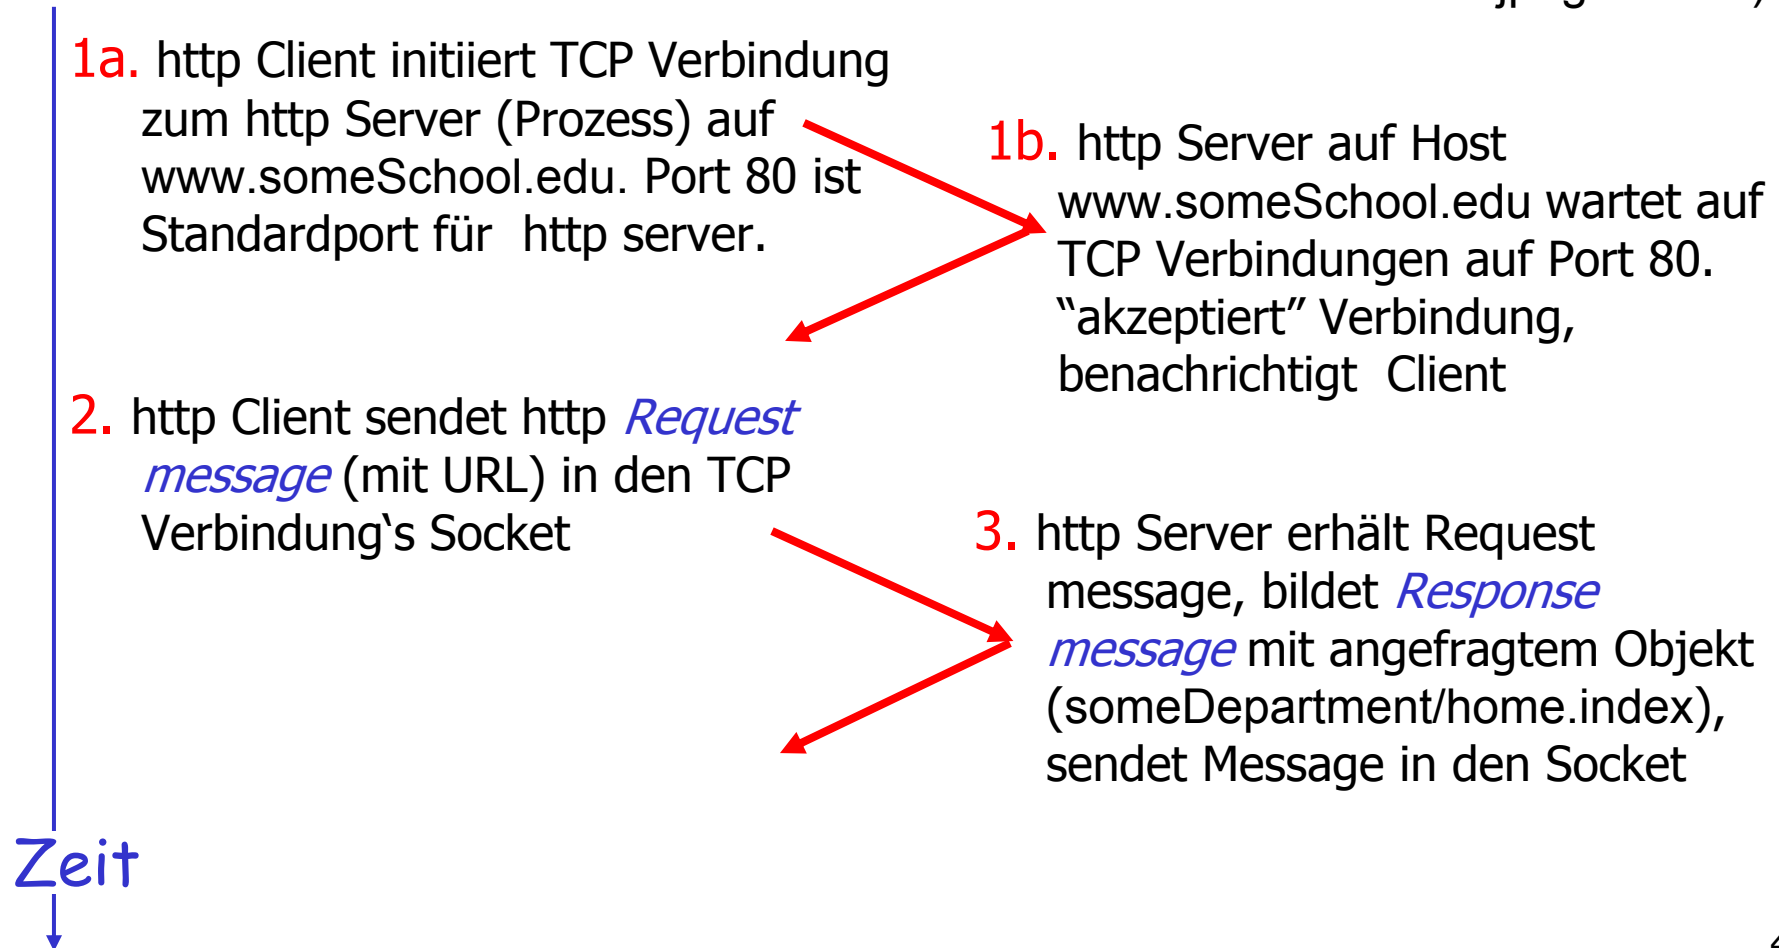 1a. http Client initiiert TCP Verbindung
zum http Server (Prozess) auf
www.someSchool.edu. Port 80 ist
Standardport für http server.
1b. http Server auf Host
www.someSchool.edu wartet auf
TCP Verbindungen auf Port 80.
“akzeptiert” Verbindung,
benachrichtigt Client
2. http Client sendet http Request
message (mit URL) in den TCP
Verbindung‘s Socket
3. http Server erhält Request
message, bildet Response
message mit angefragtem Objekt
(someDepartment/home.index),
sendet Message in den Socket
Zeit